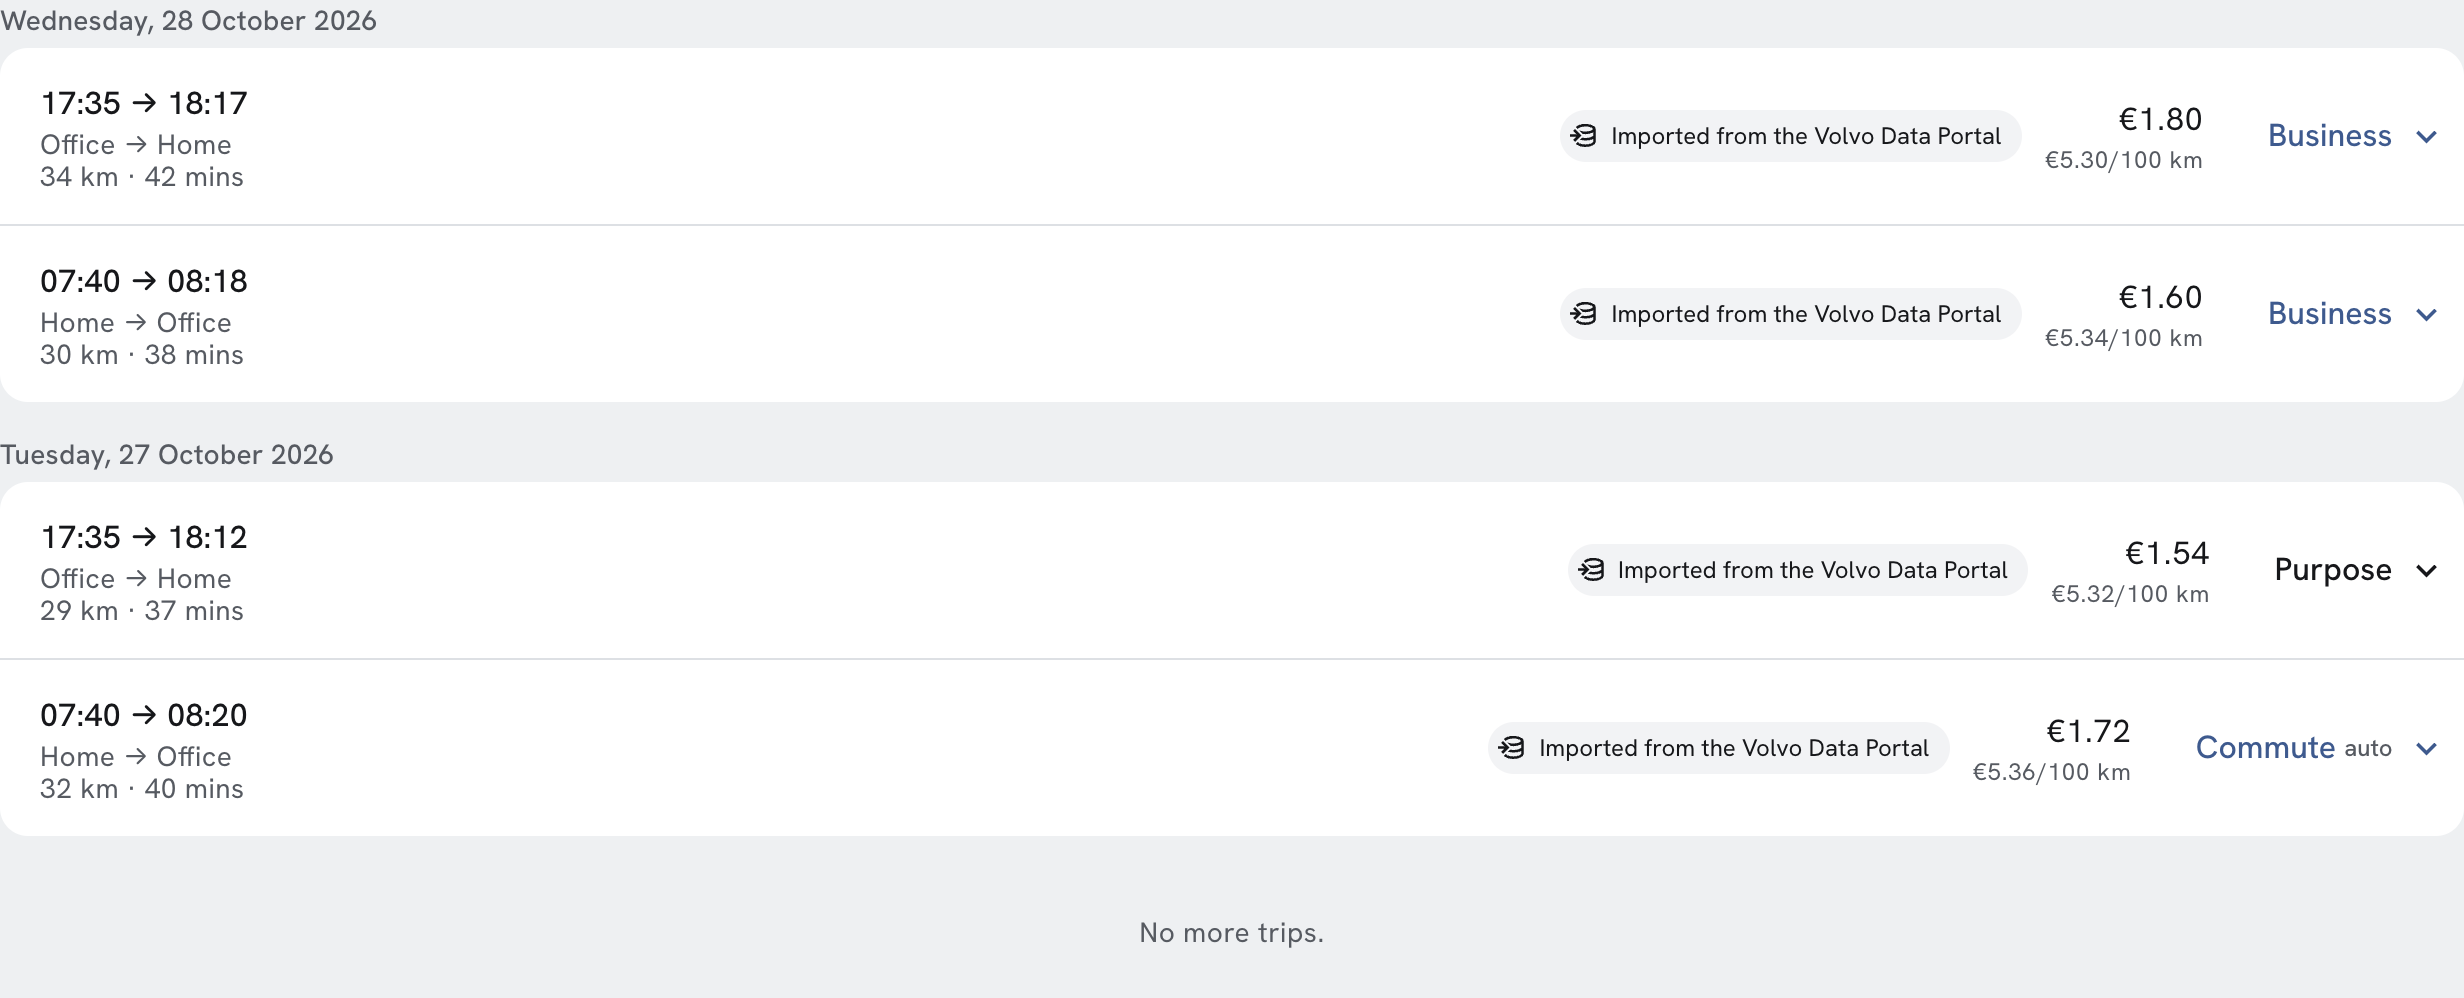 Wednesday, 28 October 2026
17:35 → 18:17
Office → Home
34 km · 42 mins
Imported from the Volvo Data Portal
€1.80
€5.30/100 km
Business
07:40 → 08:18
Home → Office
30 km · 38 mins
Imported from the Volvo Data Portal
€1.60
€5.34/100 km
Business
Tuesday, 27 October 2026
17:35 → 18:12
Office → Home
29 km · 37 mins
Imported from the Volvo Data Portal
€1.54
€5.32/100 km
Purpose
07:40 → 08:20
Home → Office
32 km · 40 mins
Imported from the Volvo Data Portal
€1.72
€5.36/100 km
Commute auto
No more trips.